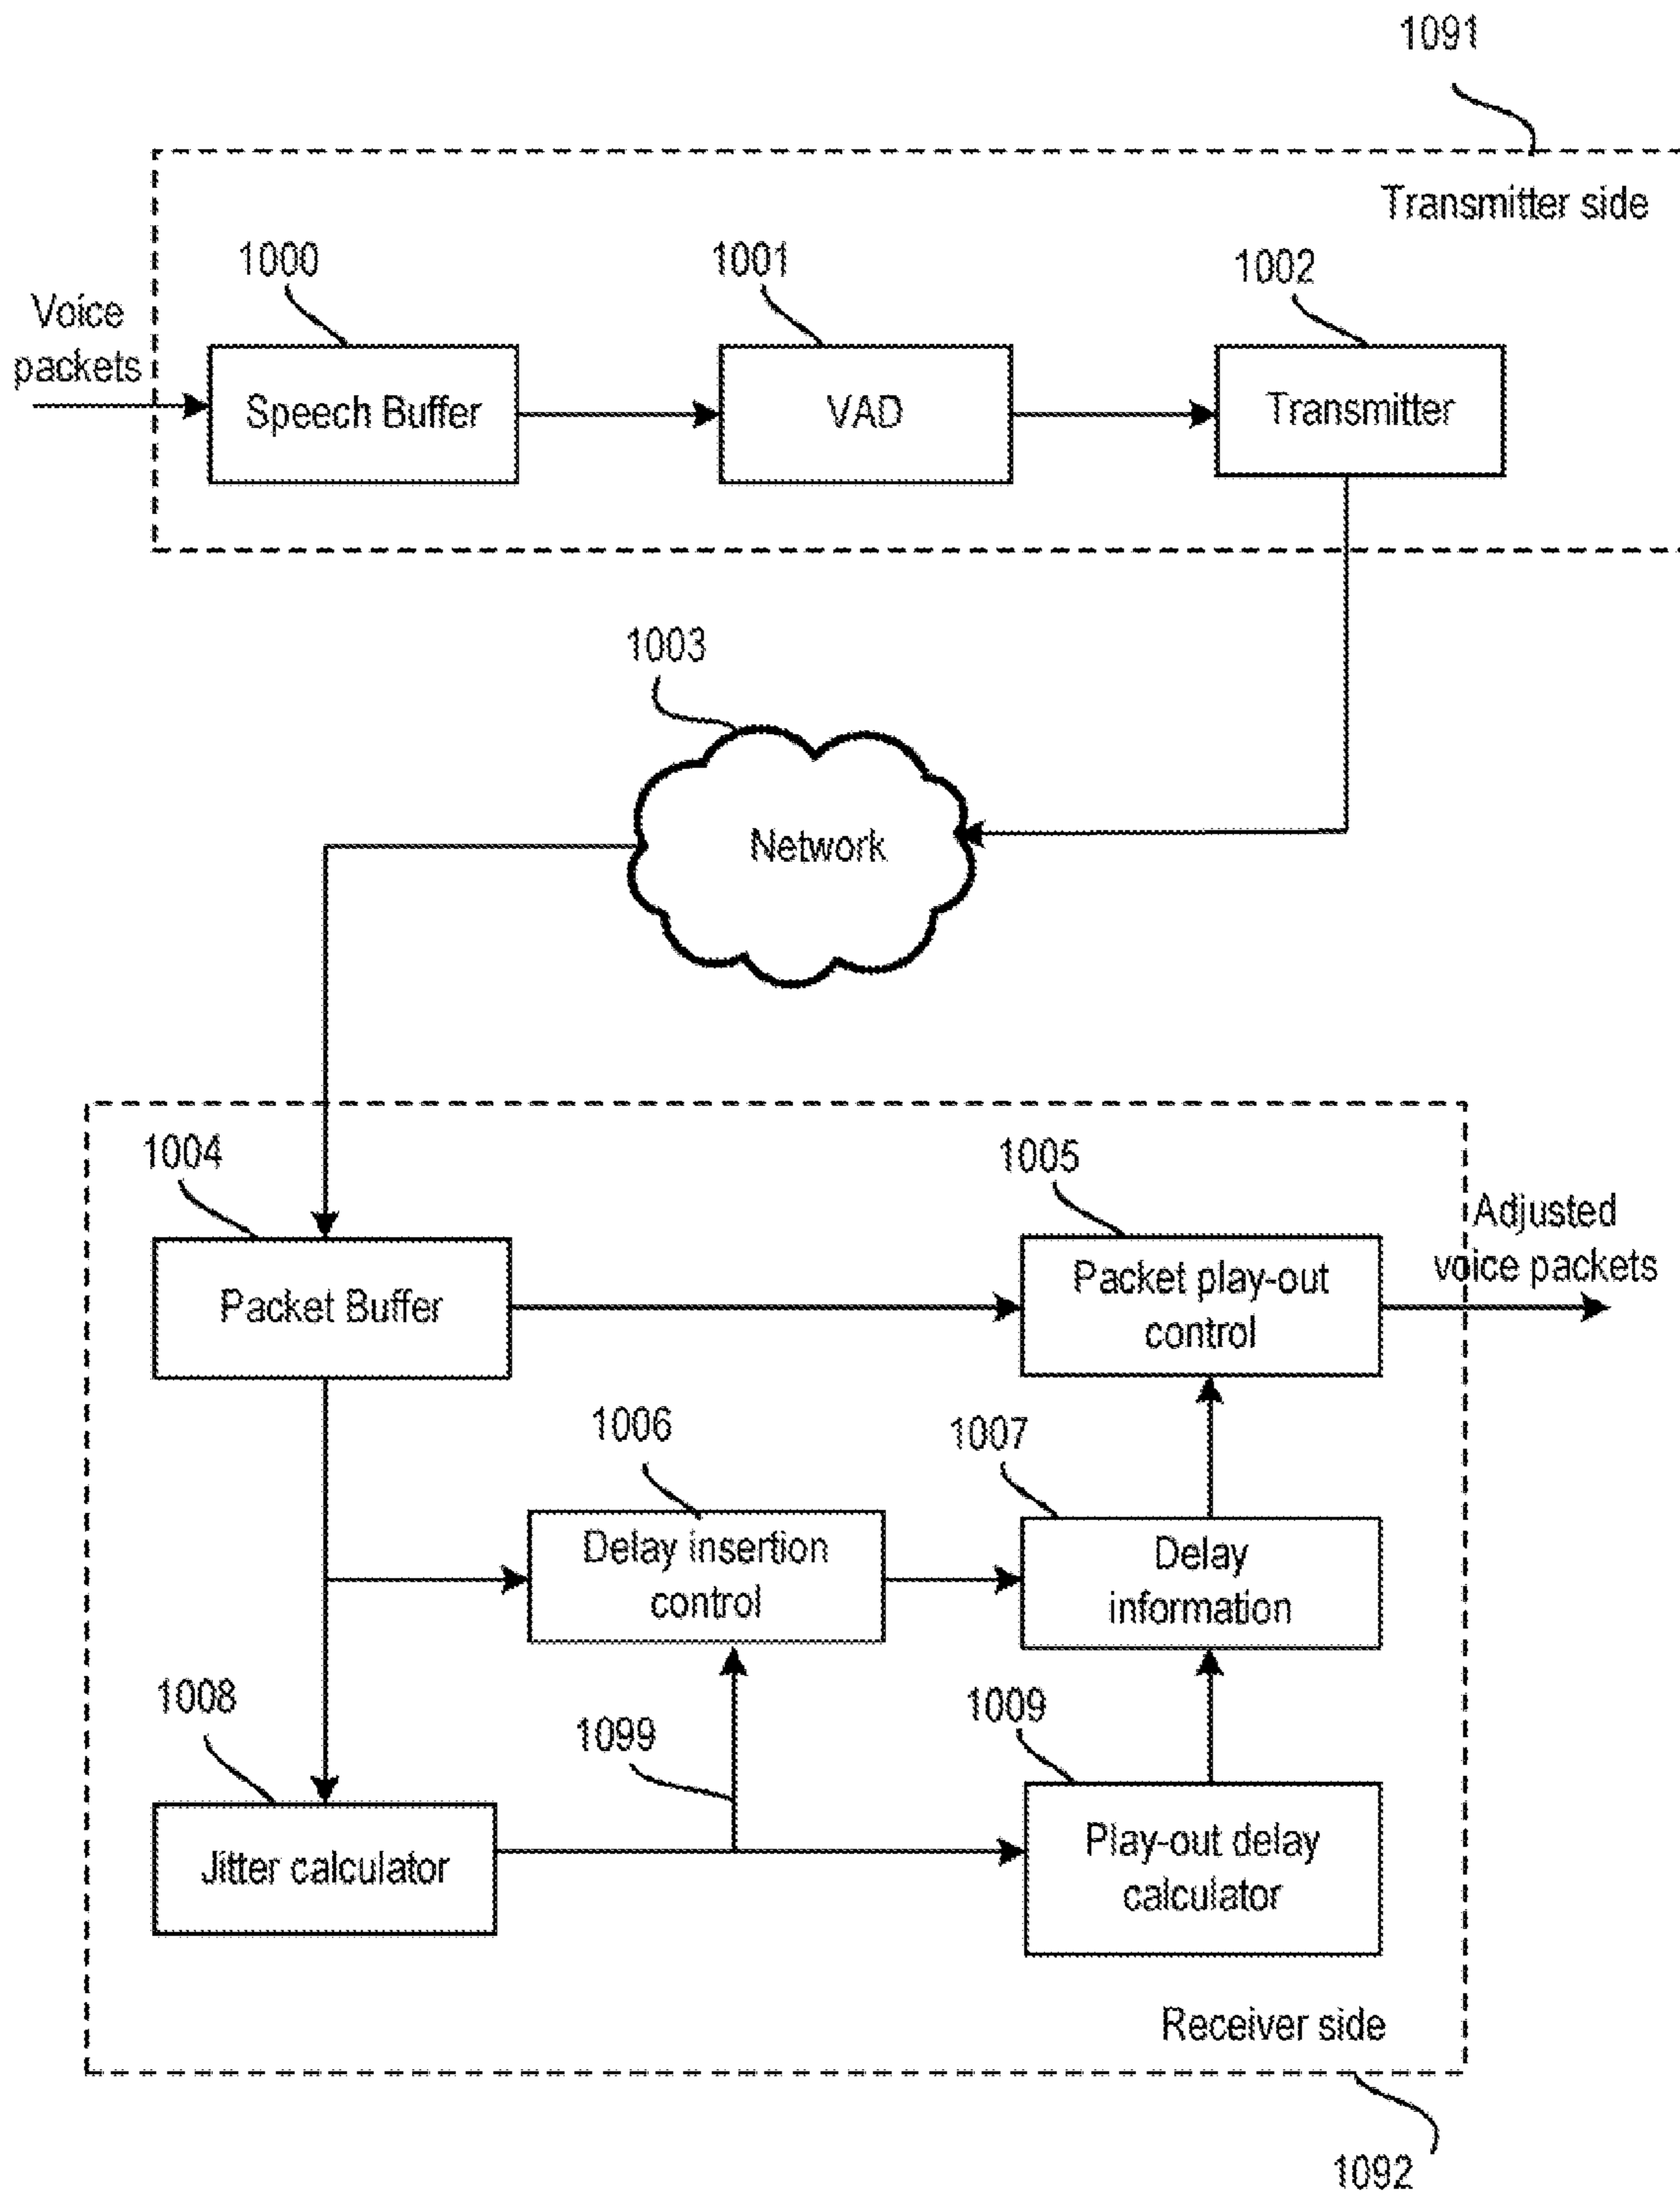 1091
Transmitter side
1000
1001
1002
Voice
packets
Speech Buffer
VAD
Transmitter
1003
Network
1004
1005
Adjusted
voice packets
Packet Buffer
Packet play-out
control
1006
1007
Delay insertion
control
Delay
information
1008
1099
1009
Jitter calculator
Play-out delay
calculator
Receiver side
1092